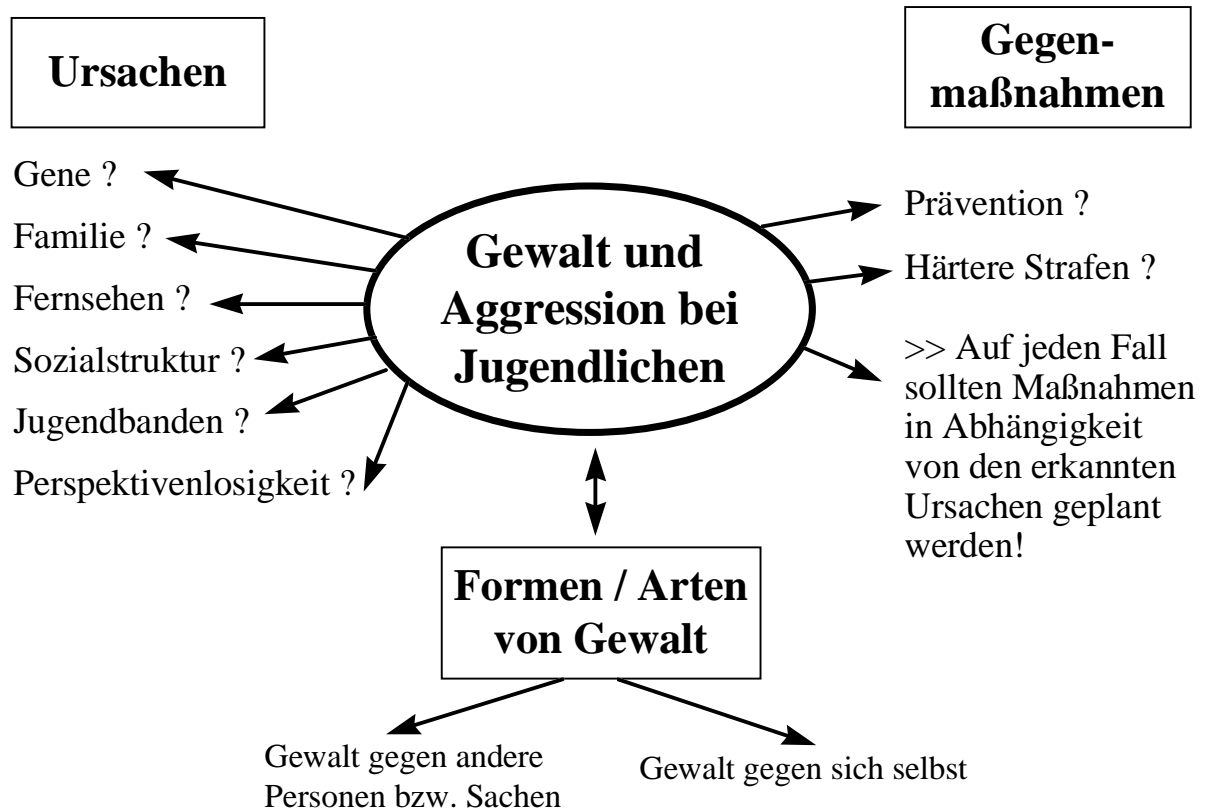 Ursachen
Gene ?
Familie ?
Fernsehen ?
Sozialstruktur ?
Jugendbanden ?
Perspektivenlosigkeit ?
Gewalt und
Aggression bei
Jugendlichen
Gegen-
maßnahmen
Prävention ?
Härtere Strafen ?
>> Auf jeden Fall
sollten Maßnahmen
in Abhängigkeit
von den erkannten
Ursachen geplant
werden!
Formen / Arten
von Gewalt
Gewalt gegen andere
Personen bzw. Sachen
Gewalt gegen sich selbst